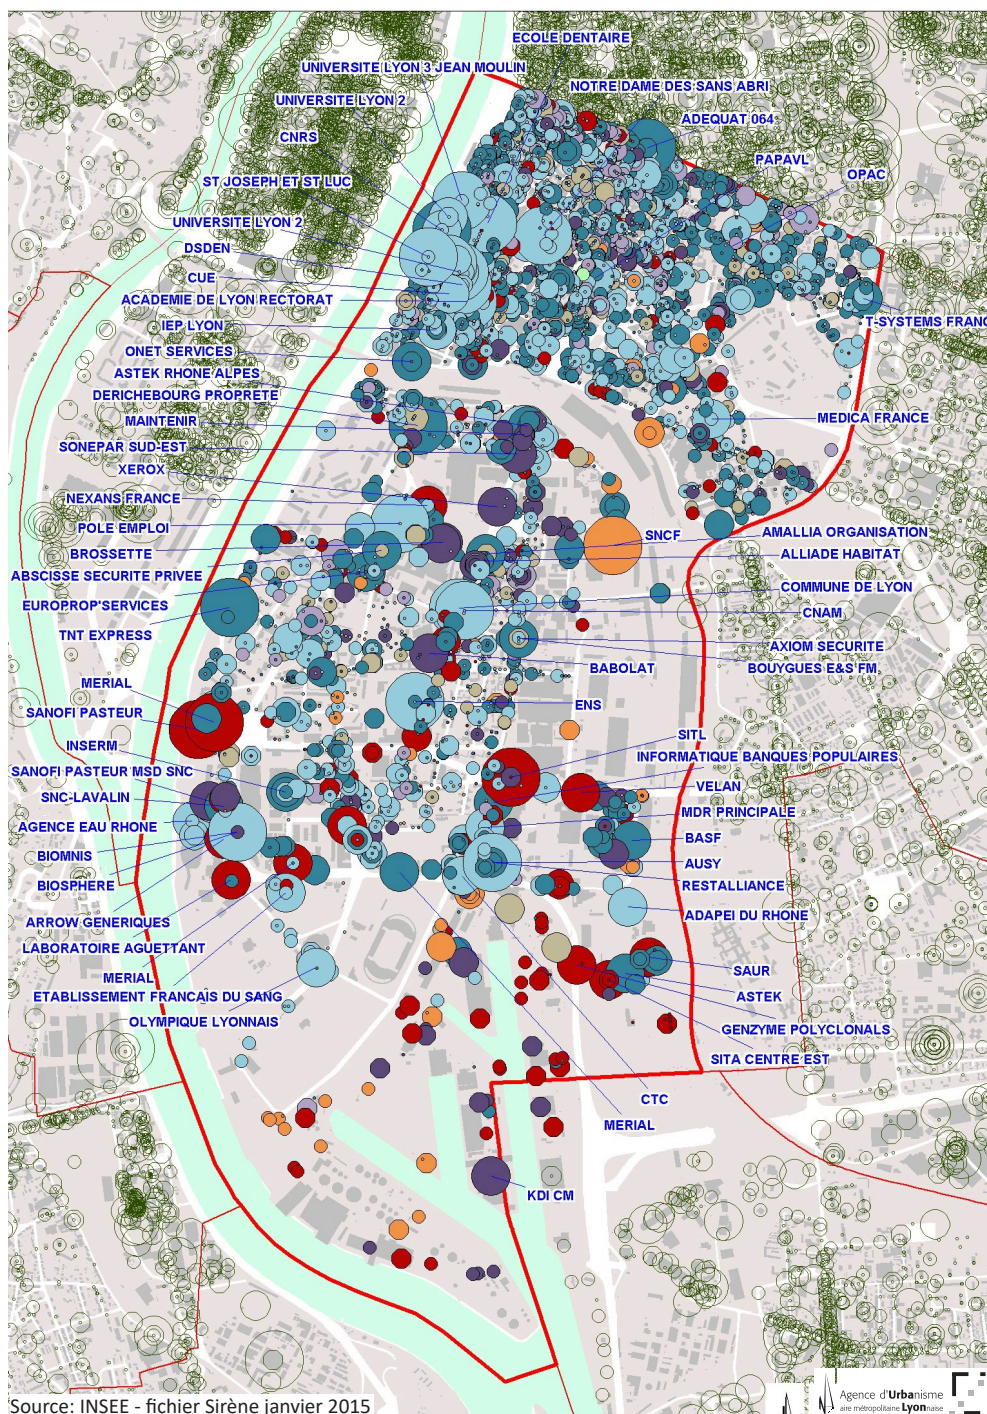 ECOLE DENTAIRE
UNIVERSITE LYON 3 JEAN MOULIN
NOTRE DAME DES SANS ABRI
UNIVERSITE LYON 2
ADEQUAT 064
CNRS
PAPAVL
OPAC
ST JOSEPH ET ST LUC
UNIVERSITE LYON 2
DSDEN
CUE
ACADEMIE DE LYON RECTORAT
IEP LYON
T-SYSTEMS FRANC
ONET SERVICES
ASTEK RHONE ALPES
DERICHEBOURG PROPRETE
MAINTENIR
MEDICA FRANCE
SONEPAR SUD-EST
XEROX
NEXANS FRANCE
POLE EMPLOI
SNCF
AMALLIA ORGANISATION
BROSSETTE
ALLIADE HABITAT
ABSCISSE SECURITE PRIVEE
COMMUNE DE LYON
EUROPROP'SERVICES
CNAM
TNT EXPRESS
AXIOM SECURITE
BABOLAT
BOUYGUES E&S FM
MERIAL
ENS
SANOFI PASTEUR
SITL
INSERM
INFORMATIQUE BANQUES POPULAIRES
SANOFI PASTEUR MSD SNC
VELAN
SNC-LAVALIN
MDR PRINCIPALE
AGENCE EAU RHONE
BASF
BIOMNIS
AUSY
BIOSPHERE
RESTALLIANCE
ARROW GENERIQUES
ADAPEI DU RHONE
LABORATOIRE AGUETTANT
MERIAL
SAUR
ETABLISSEMENT FRANCAIS DU SANG
ASTEK
OLYMPIQUE LYONNAIS
GENZYME POLYCLONALS
SITA CENTRE EST
CTC
MERIAL
KDI CM
Source: INSEE - fichier Sirène janvier 2015
Agence d'Urbanisme
aire métropolitaine Lyonnaise